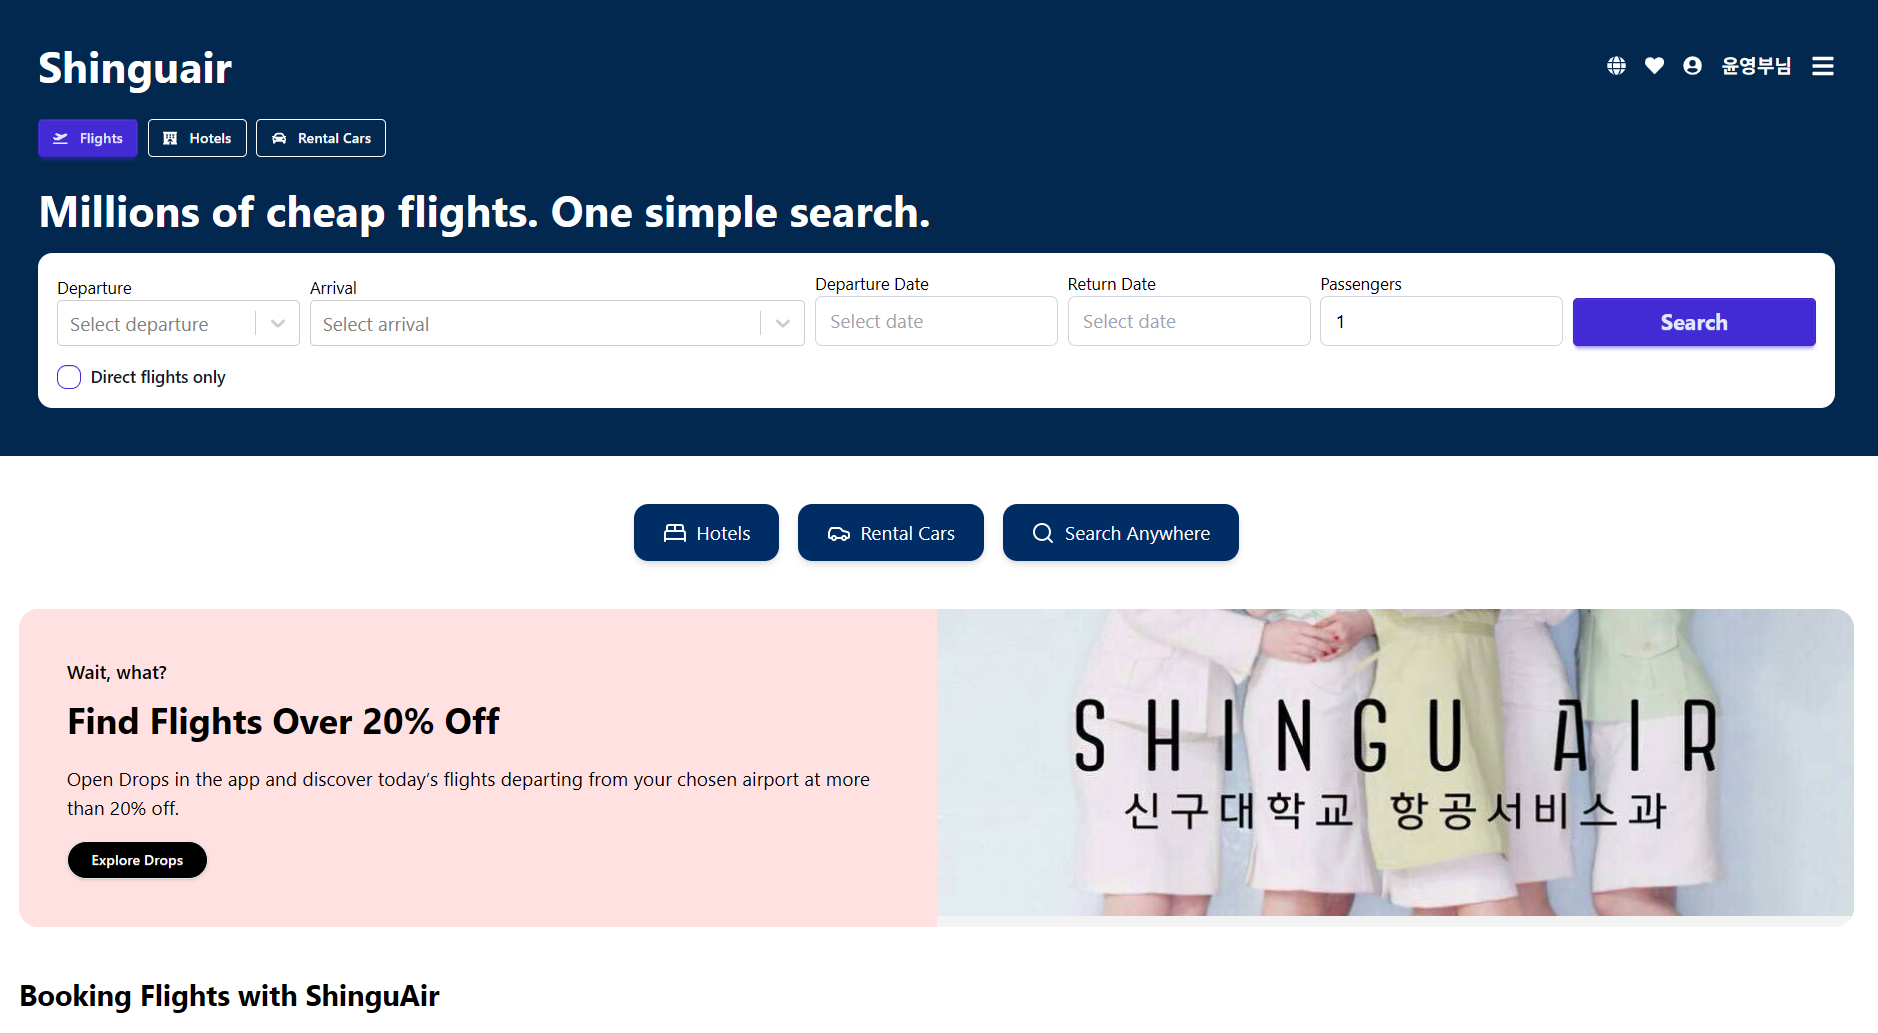 Shinguair
윤영부님
Flights
Hotels
Rental Cars
Millions of cheap flights. One simple search.
Departure
Arrival
Departure Date
Return Date
Passengers
Select departure
Select arrival
Select date
Select date
1
Search
Direct flights only
Hotels
Rental Cars
Search Anywhere
Wait, what?
Find Flights Over 20% Off
Open Drops in the app and discover today’s flights departing from your chosen airport at more
than 20% off.
Explore Drops
SHINGU AIR
신구대학교 항공서비스과
Booking Flights with ShinguAir